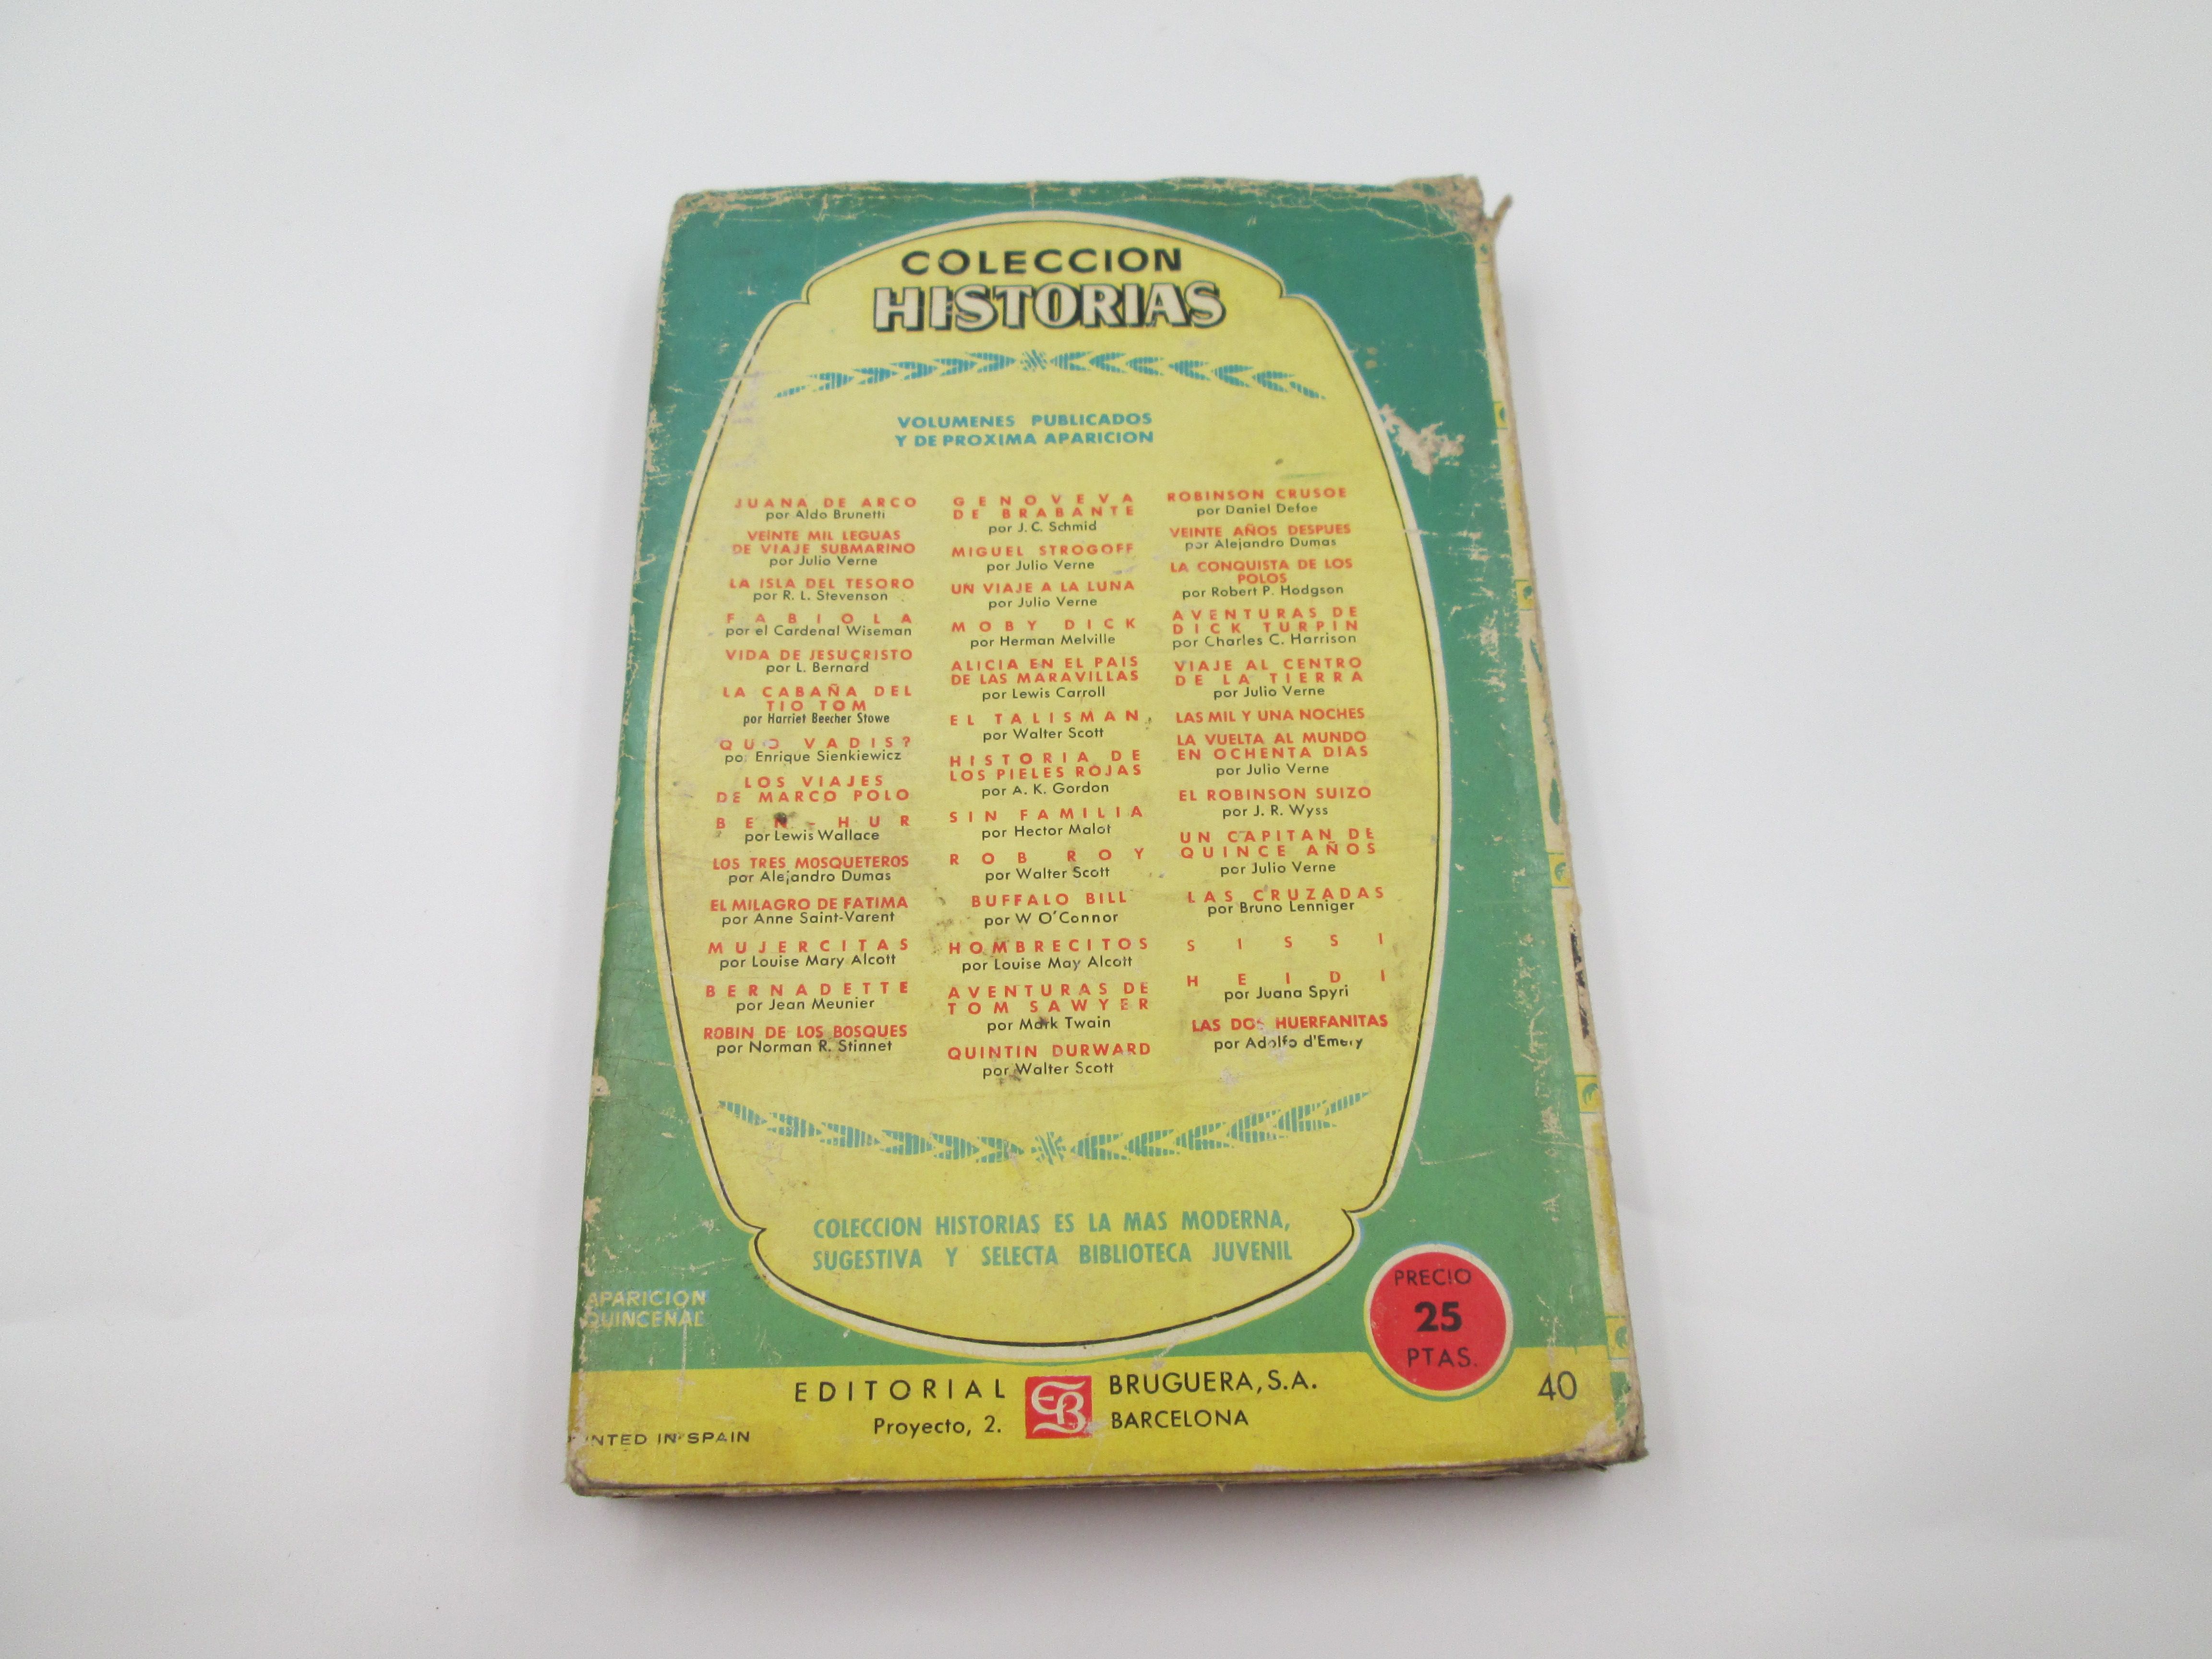 COLECCION
HISTORIAS
VOLUMENES PUBLICADOS
Y DE PROXIMA APARICION
JUANA DE ARCO
por Aldo Brunetti
VEINTE MIL LEGUAS
DE VIAJE SUBMARINO
por Julio Verne
LA ISLA DEL TESORO
por R. L. Stevenson
FABIOLA
por el Cardenal Wiseman
VIDA DE JESUCRISTO
por L. Bernard
LA CABAÑA DEL
TIO TOM
por Harriet Beecher Stowe
QUO VADIS?
por Enrique Sienkiewicz
LOS VIAJES
DE MARCO POLO
BEN-HUR
por Lewis Wallace
LOS TRES MOSQUETEROS
por Alejandro Dumas
EL MILAGRO DE FATIMA
por Anne Saint-Varent
MUJERCITAS
por Louise Mary Alcott
BERNADETTE
por Jean Meunier
ROBIN DE LOS BOSQUES
por Norman R. Stinnet
GENOVEVA
DE BRABANTE
por J. C. Schmid
MIGUEL STROGOFF
por Julio Verne
UN VIAJE A LA LUNA
por Julio Verne
MOBY DICK
por Herman Melville
ALICIA EN EL PAIS
DE LAS MARAVILLAS
por Lewis Carroll
EL TALISMAN
por Walter Scott
HISTORIA DE
LOS PIELES ROJAS
por A. K. Gordon
SIN FAMILIA
por Hector Malot
ROB ROY
por Walter Scott
BUFFALO BILL
por W O'Connor
HOMBRECITOS
por Louise May Alcott
AVENTURAS DE
TOM SAWYER
por Mark Twain
QUINTIN DURWARD
por Walter Scott
ROBINSON CRUSOE
por Daniel Defoe
VEINTE AÑOS DESPUES
por Alejandro Dumas
LA CONQUISTA DE LOS
POLOS
por Robert P. Hodgson
AVENTURAS DE
DICK TURPIN
por Charles C. Harrison
VIAJE AL CENTRO
DE LA TIERRA
por Julio Verne
LAS MIL Y UNA NOCHES
LA VUELTA AL MUNDO
EN OCHENTA DIAS
por Julio Verne
EL ROBINSON SUIZO
por J. R. Wyss
UN CAPITAN DE
QUINCE AÑOS
por Julio Verne
LAS CRUZADAS
por Bruno Lenniger
SISSI
HEIDI
por Juana Spyri
LAS DOS HUERFANITAS
por Adolfo d'Emery
COLECCION HISTORIAS ES LA MAS MODERNA,
SUGESTIVA Y SELECTA BIBLIOTECA JUVENIL
APARICION
QUINCENAL
PRECIO
25
PTAS.
EDITORIAL EB BRUGUERA, S.A.
Proyecto, 2. BARCELONA
40
INTED IN SPAIN